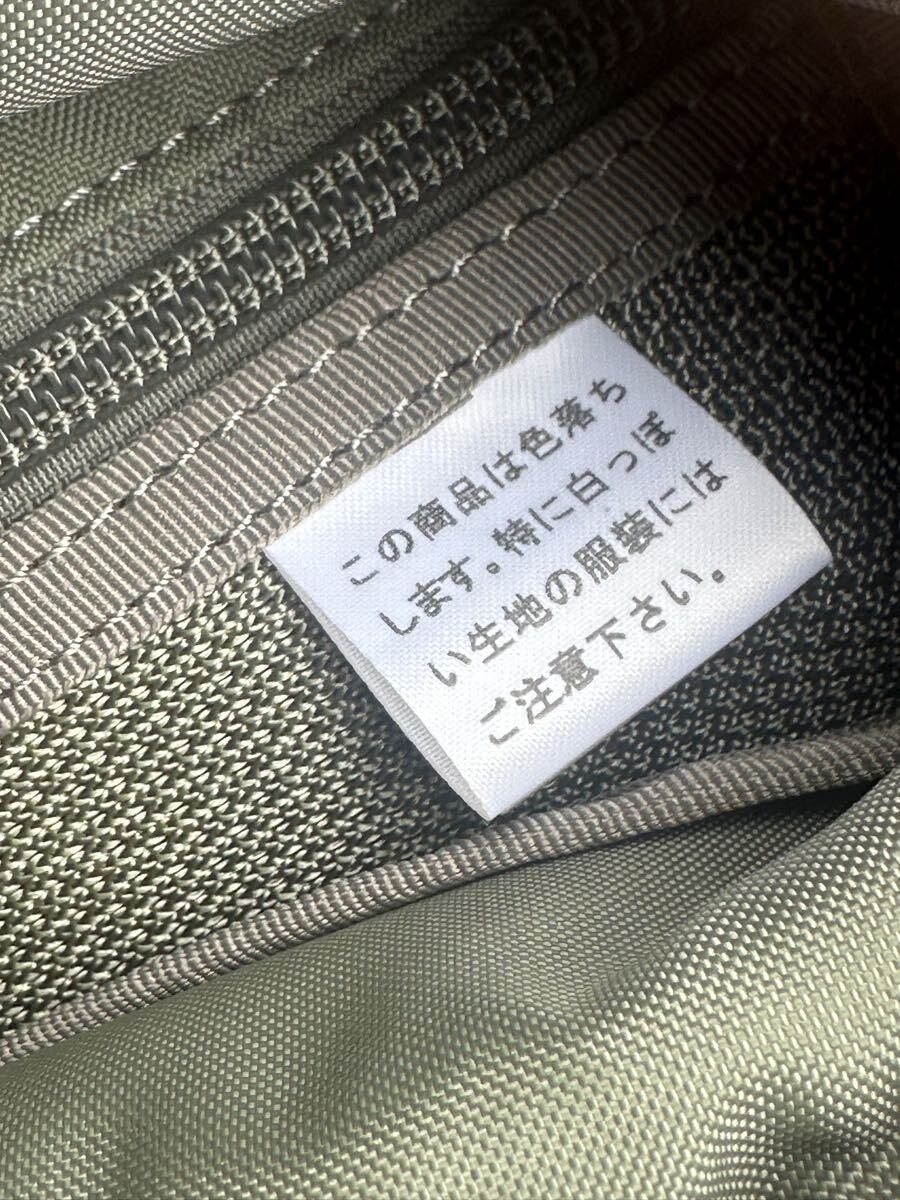 この商品は色落ち
します。特に白っぽ
い生地の服装には
ご注意下さい。